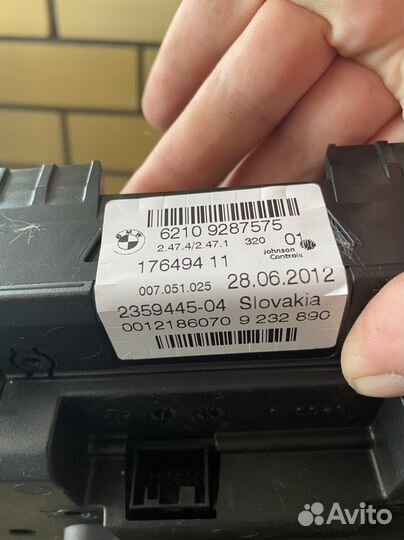 BMW
6210 9287575
2.47.4/2.47.1 320 01
Johnson Controls
176494 11
007.051.025 28.06.2012
2359445-04 Slovakia
0012186070 9 232 890
Avito